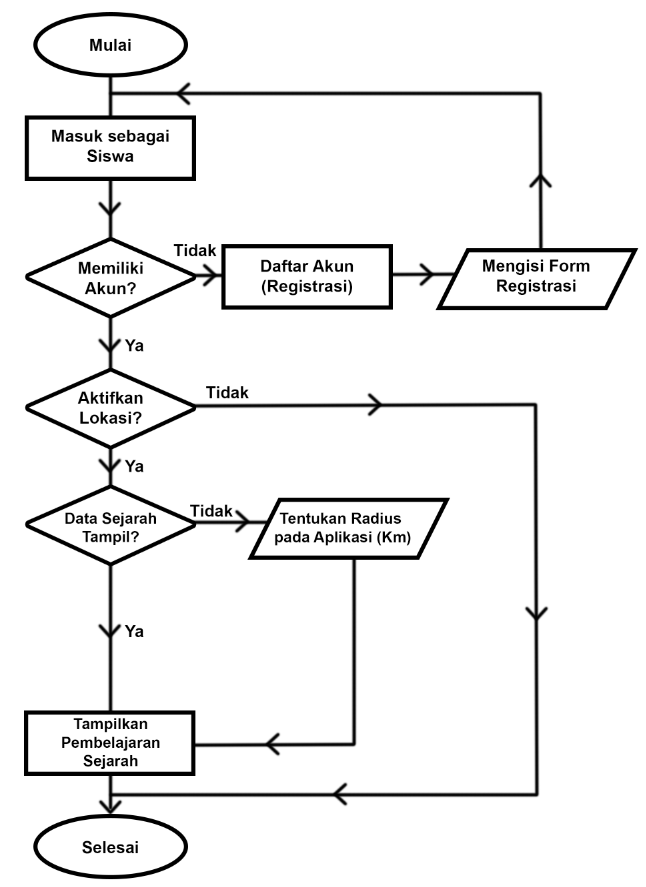 Mulai
Masuk sebagai
Siswa
Memiliki
Akun?
Tidak
Daftar Akun
(Registrasi)
Mengisi Form
Registrasi
Ya
Aktifkan
Lokasi?
Tidak
Ya
Data Sejarah
Tampil?
Tidak
Tentukan Radius
pada Aplikasi (Km)
Ya
Tampilkan
Pembelajaran
Sejarah
Selesai